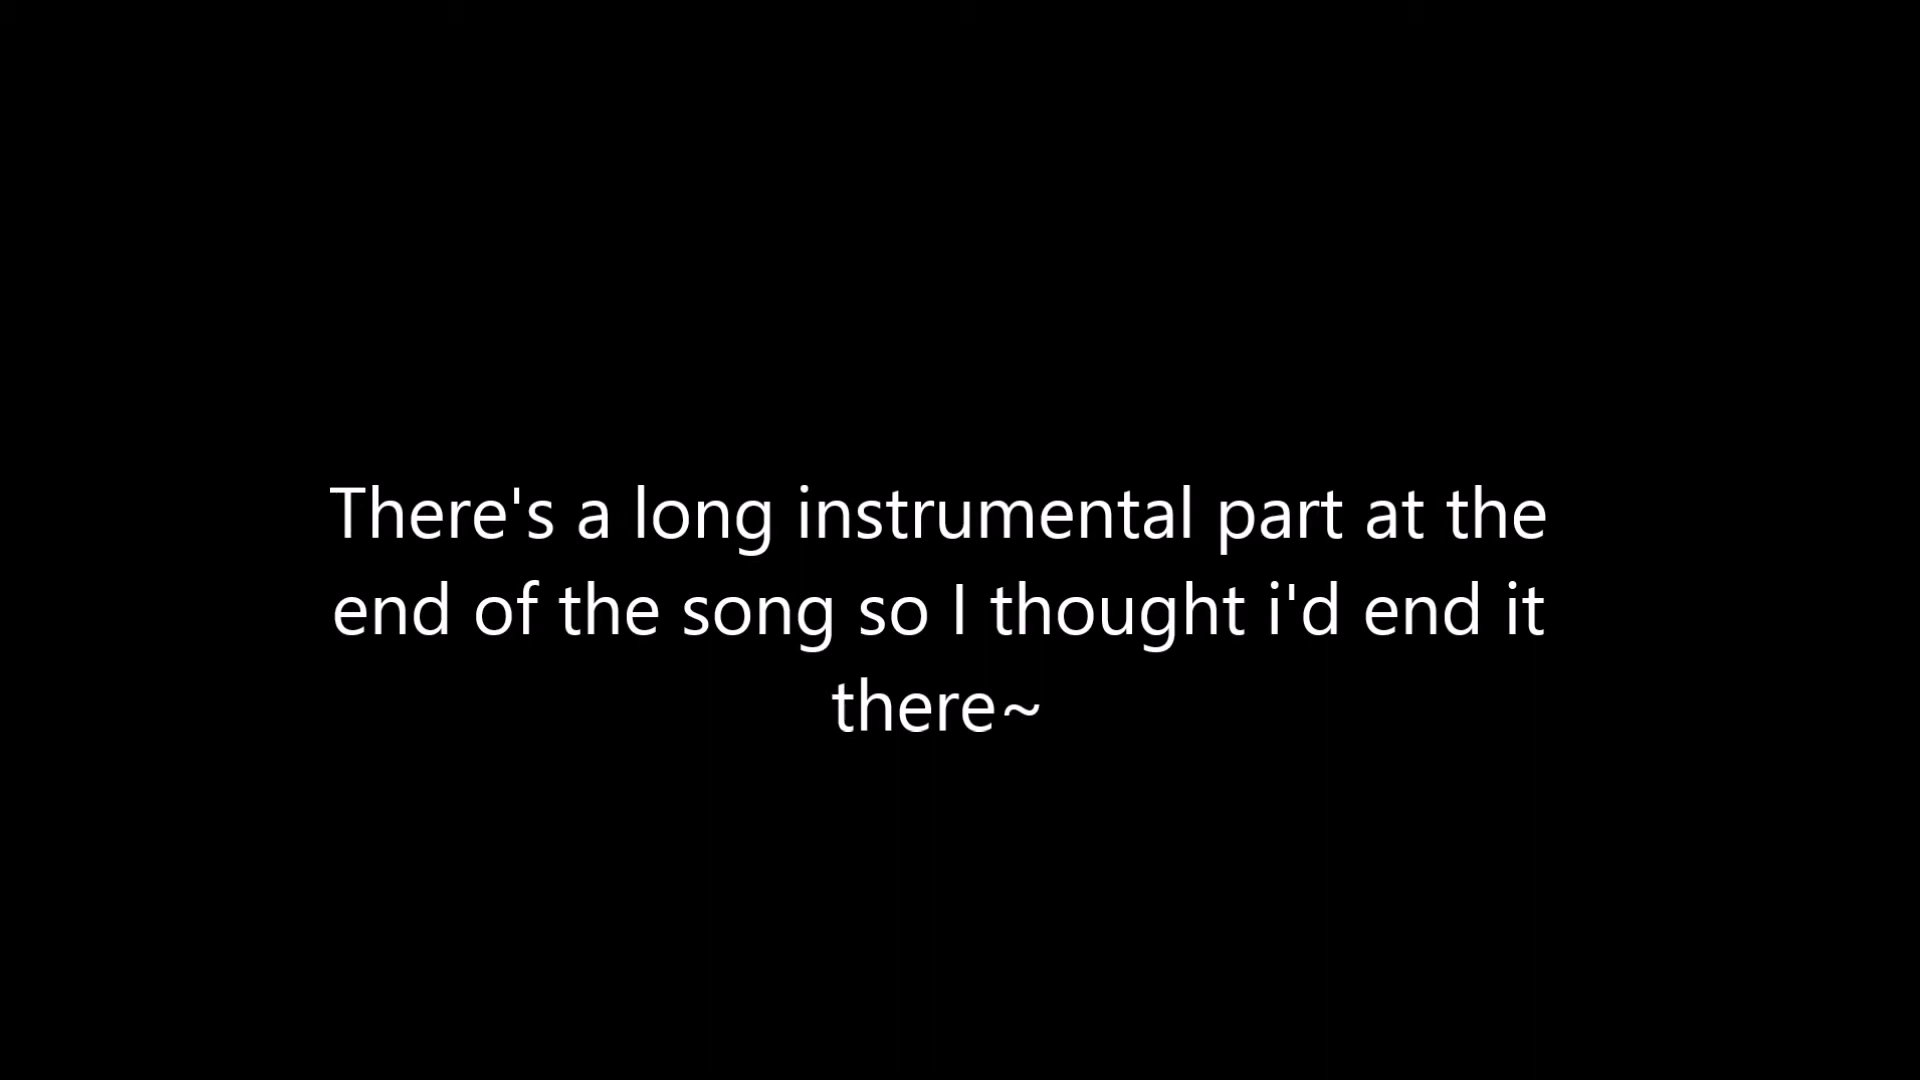 There's a long instrumental part at the
end of the song so I thought i'd end it
there~